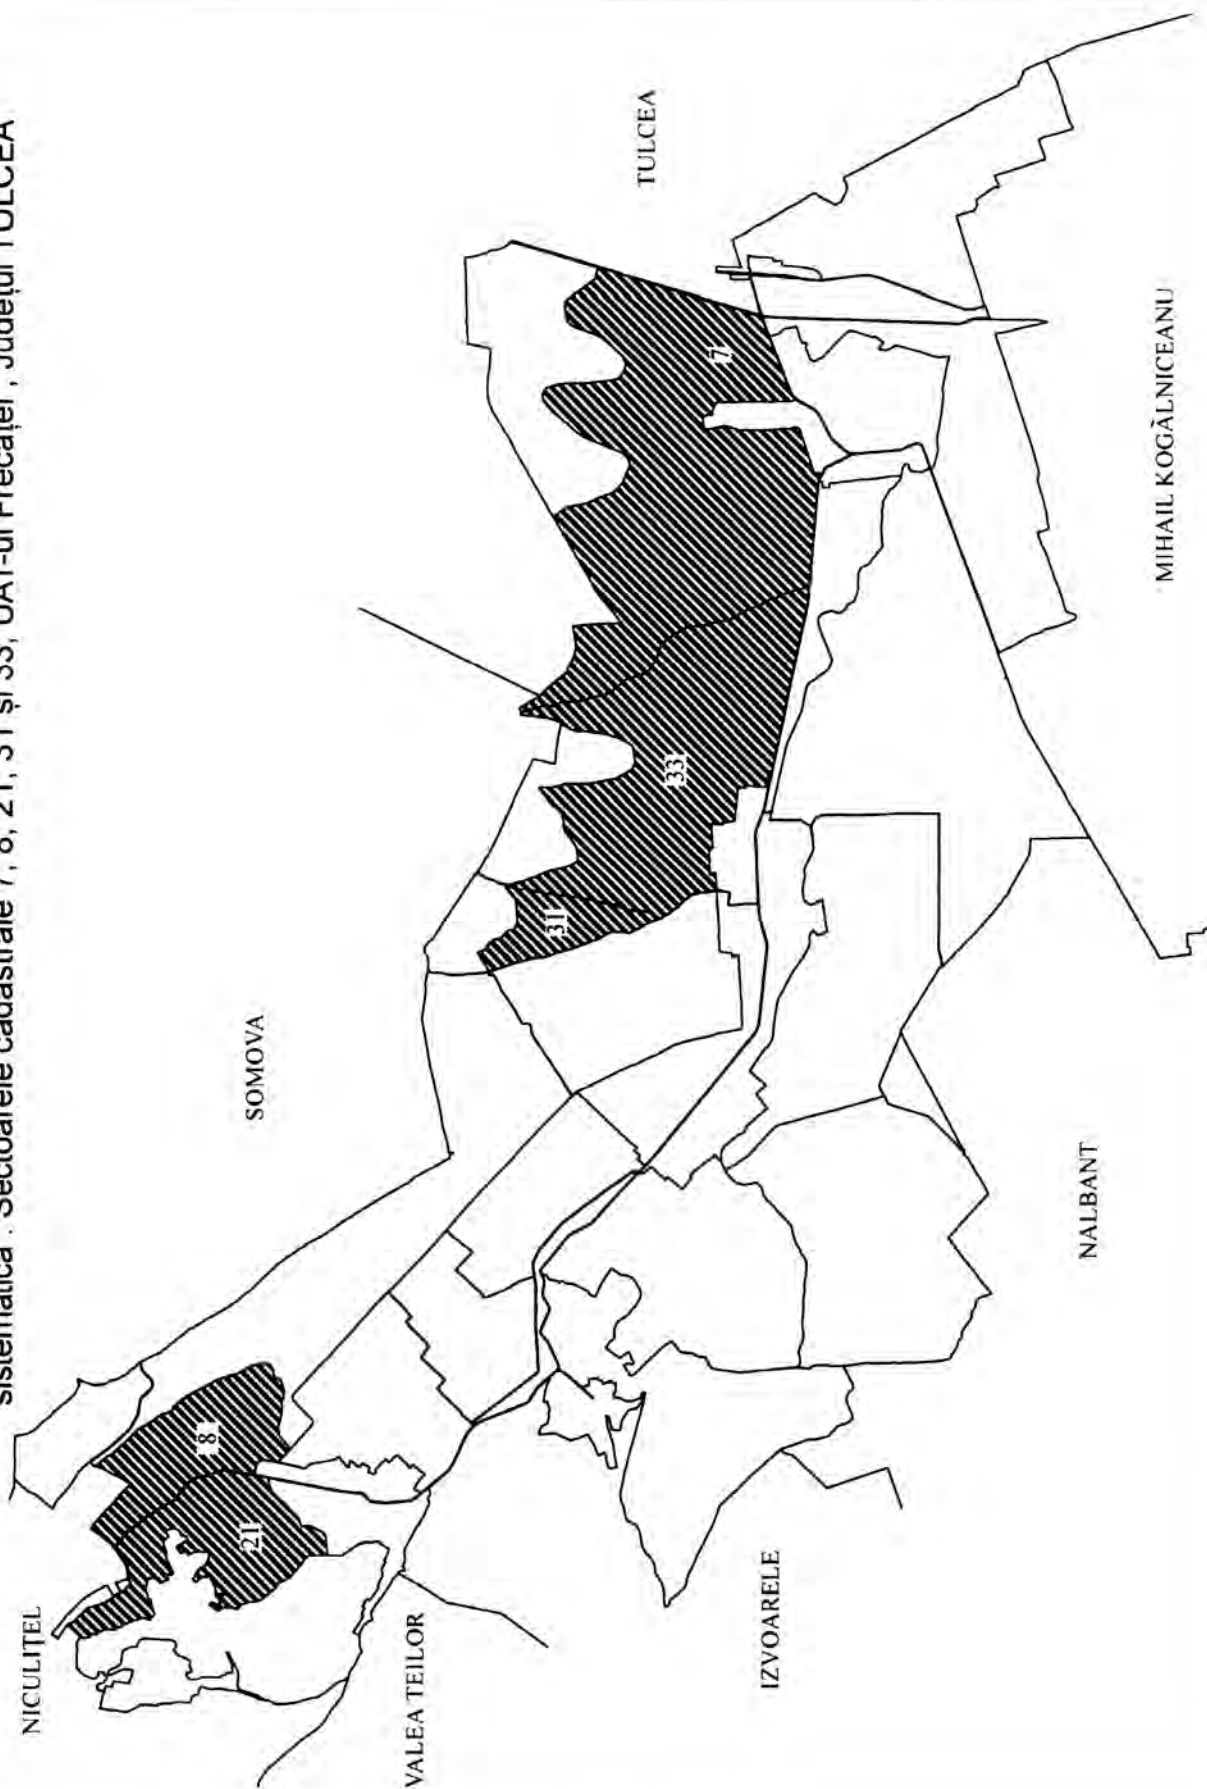 sistematică : Sectoarele cadastrale 7, 8, 21, 31 și 33, UAT-ul Frecăței, Județul TULCEA
NICULIȚEL
SOMOVA
TULCEA
8
21
31
33
7
VALEA TEILOR
IZVOARELE
NALBANT
MIHAIL KOGĂLNICEANU